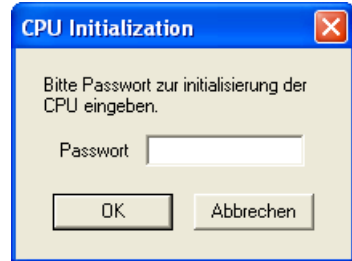 CPU Initialization
Bitte Passwort zur initialisierung der
CPU eingeben.
Passwort
OK
Abbrechen